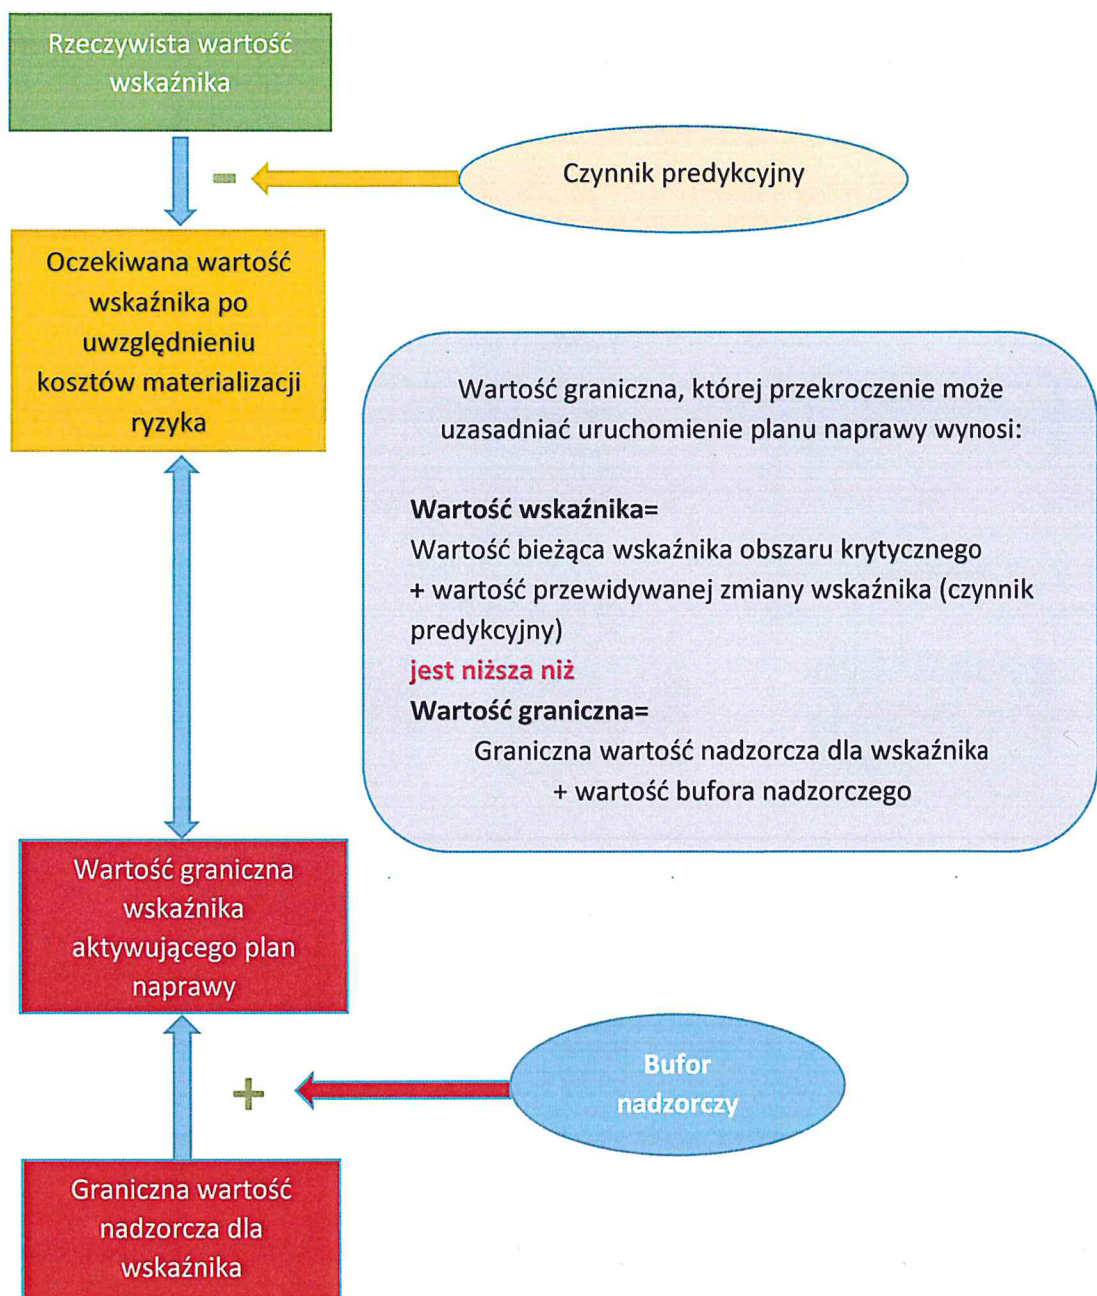 Rzeczywista wartość
wskaźnika
-
Czynnik predykcyjny
Oczekiwana wartość
wskaźnika po
uwzględnieniu
kosztów materializacji
ryzyka
Wartość graniczna, której przekroczenie może
uzasadniać uruchomienie planu naprawy wynosi:
Wartość wskaźnika=
Wartość bieżąca wskaźnika obszaru krytycznego
+ wartość przewidywanej zmiany wskaźnika (czynnik
predykcyjny)
jest niższa niż
Wartość graniczna=
Graniczna wartość nadzorcza dla wskaźnika
+ wartość bufora nadzorczego
Wartość graniczna
wskaźnika
aktywującego plan
naprawy
+
Bufor
nadzorczy
Graniczna wartość
nadzorcza dla
wskaźnika